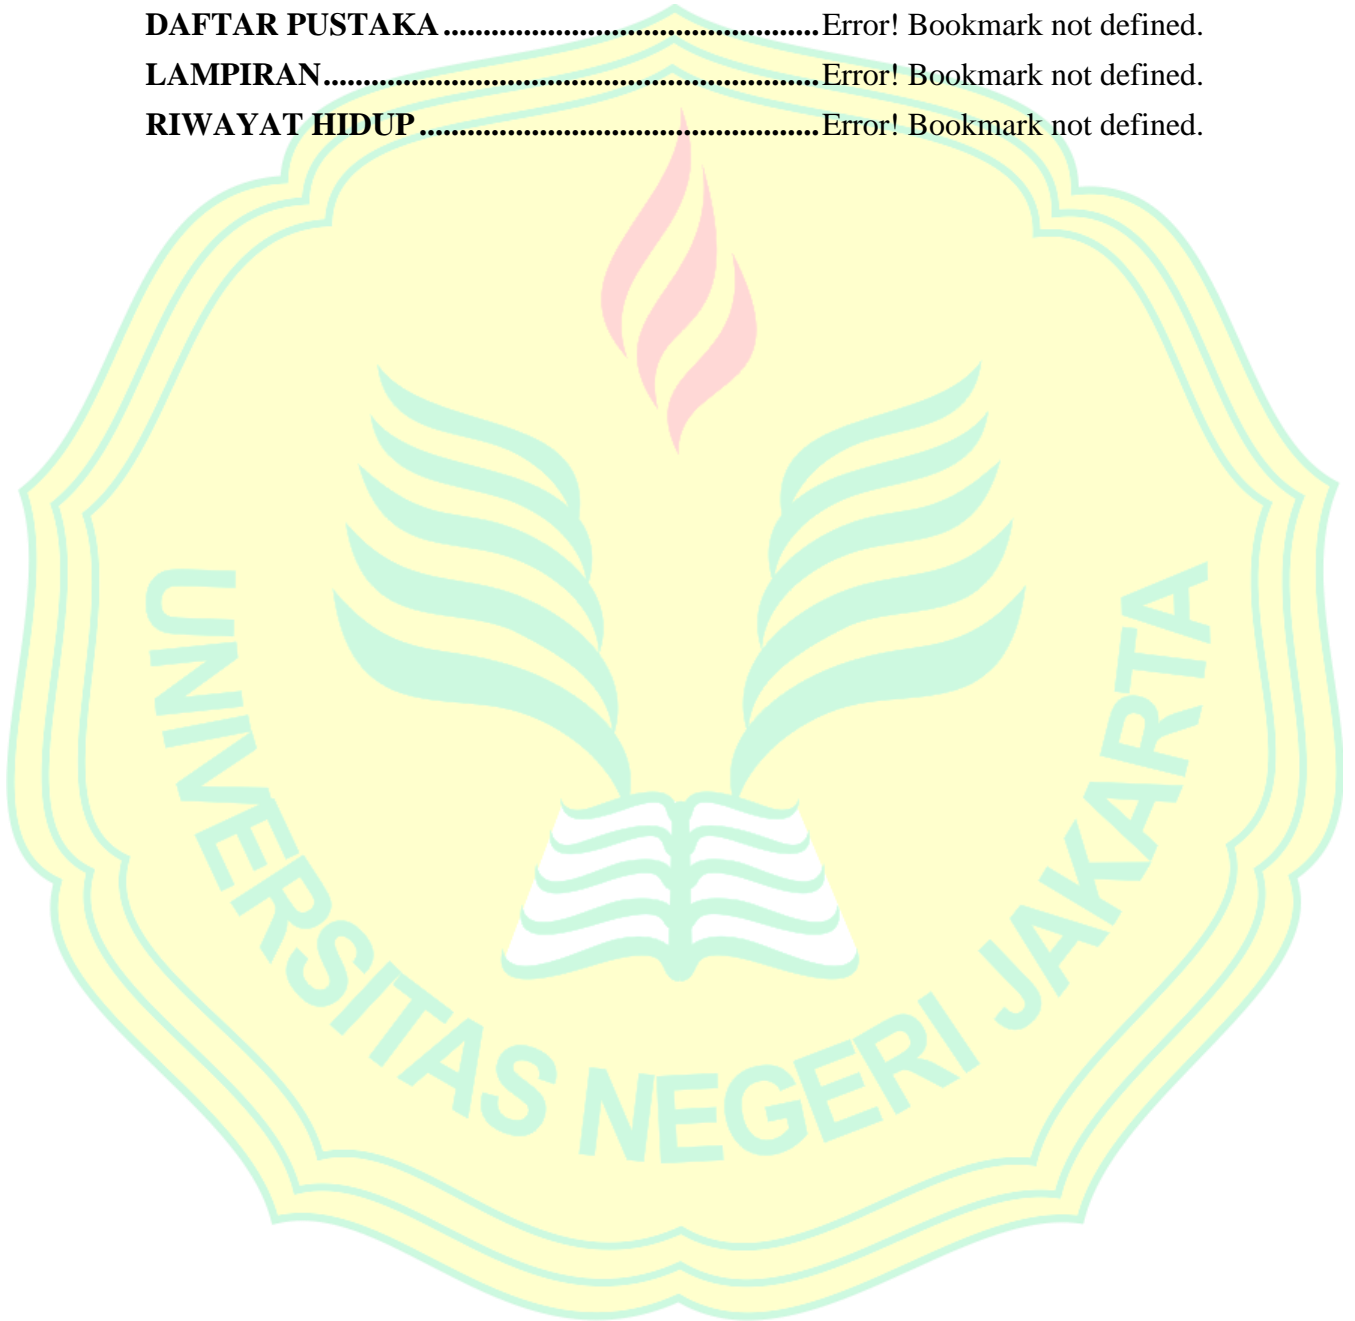 DAFTAR PUSTAKA ............................................... Error! Bookmark not defined.
LAMPIRAN.............................................................. Error! Bookmark not defined.
RIWAYAT HIDUP .................................................. Error! Bookmark not defined.
UNIVERSITAS NEGERI JAKARTA